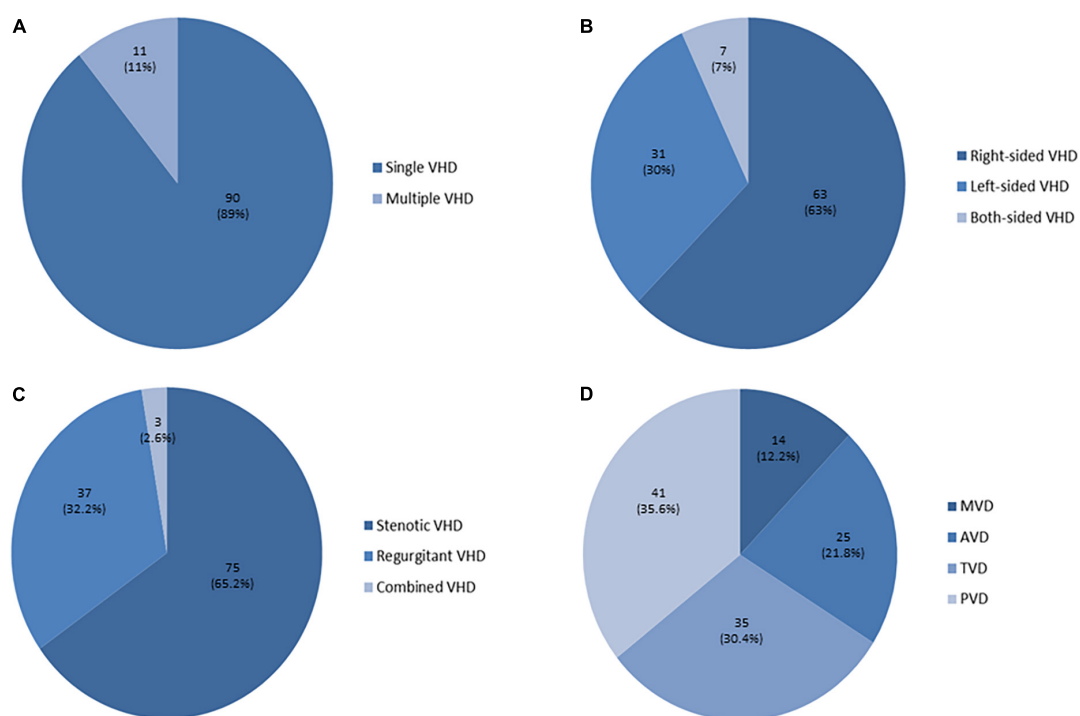 A
11
(11%)
90
(89%)
Single VHD
Multiple VHD
B
7
(7%)
31
(30%)
63
(63%)
Right-sided VHD
Left-sided VHD
Both-sided VHD
C
3
(2.6%)
37
(32.2%)
75
(65.2%)
Stenotic VHD
Regurgitant VHD
Combined VHD
D
14
(12.2%)
41
(35.6%)
25
(21.8%)
35
(30.4%)
MVD
AVD
TVD
PVD